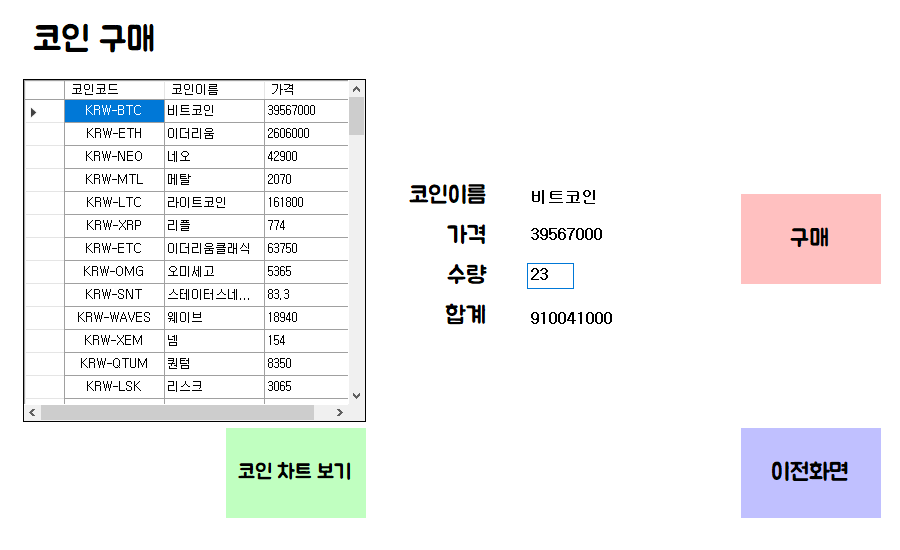 코인 구매
코인코드 코인이름 가격
KRW-BTC 비트코인 39567000
KRW-ETH 이더리움 2606000
KRW-NEO 네오 42900
KRW-MTL 메탈 2070
KRW-LTC 라이트코인 161800
KRW-XRP 리플 774
KRW-ETC 이더리움클래식 63750
KRW-OMG 오미세고 5365
KRW-SNT 스테이터스네... 83.3
KRW-WAVES 웨이브 18940
KRW-XEM 넴 154
KRW-QTUM 퀀텀 8350
KRW-LSK 리스크 3065
코인이름 비트코인
가격 39567000
수량 23
합계 910041000
구매
코인 차트 보기
이전화면